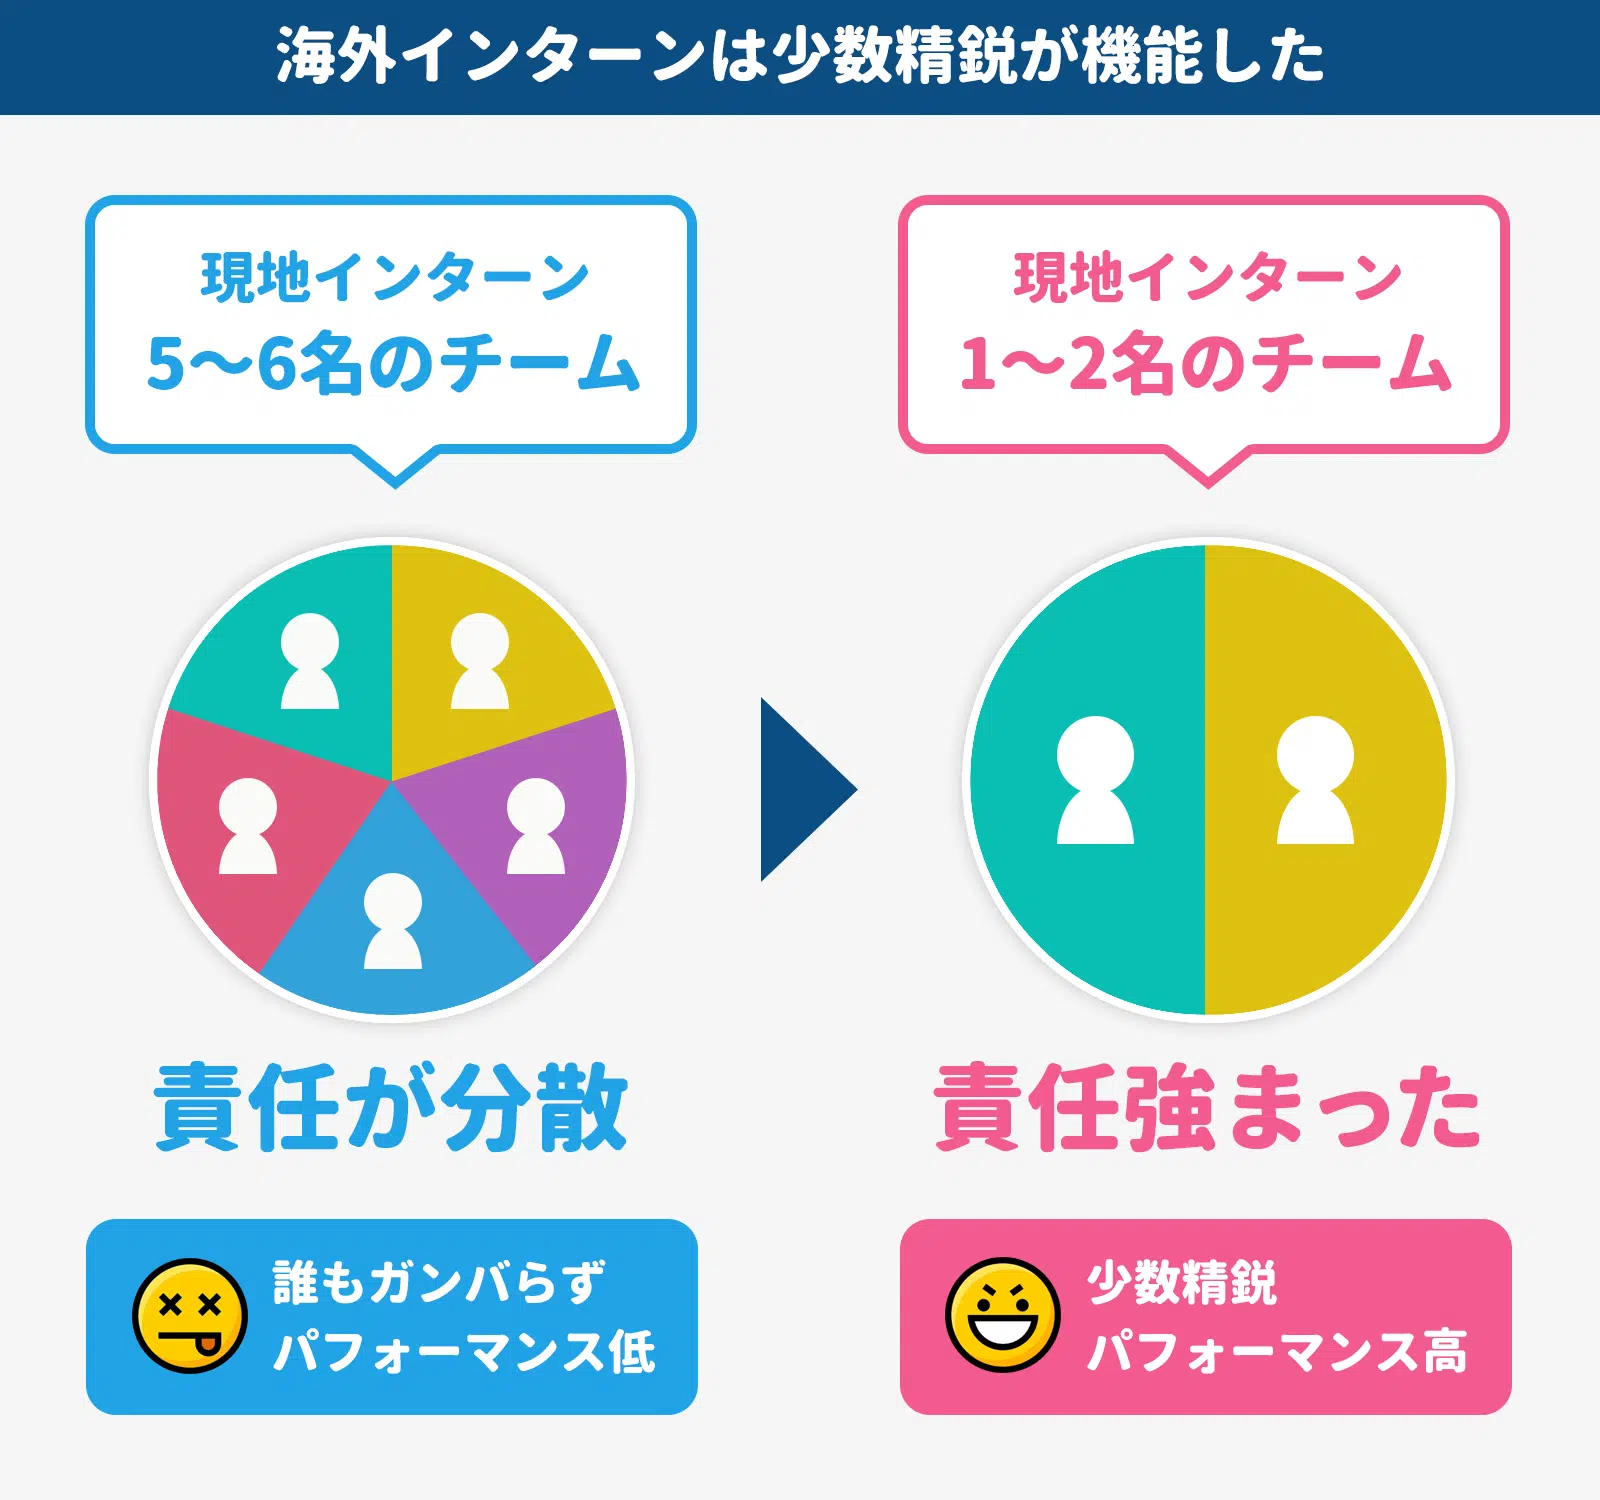 海外インターンは少数精鋭が機能した
現地インターン
5〜6名のチーム
責任が分散
誰もガンバらず
パフォーマンス低
現地インターン
1〜2名のチーム
責任強まった
少数精鋭
パフォーマンス高